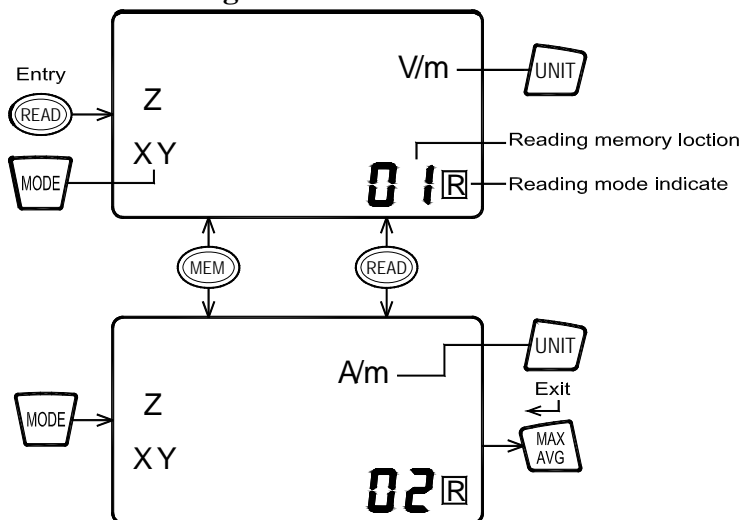 Entry
READ
MODE
Z
XY
V/m
UNIT
Reading memory loction
01 R
Reading mode indicate
MEM
READ
MODE
Z
XY
A/m
UNIT
Exit
MAX
AVG
02 R